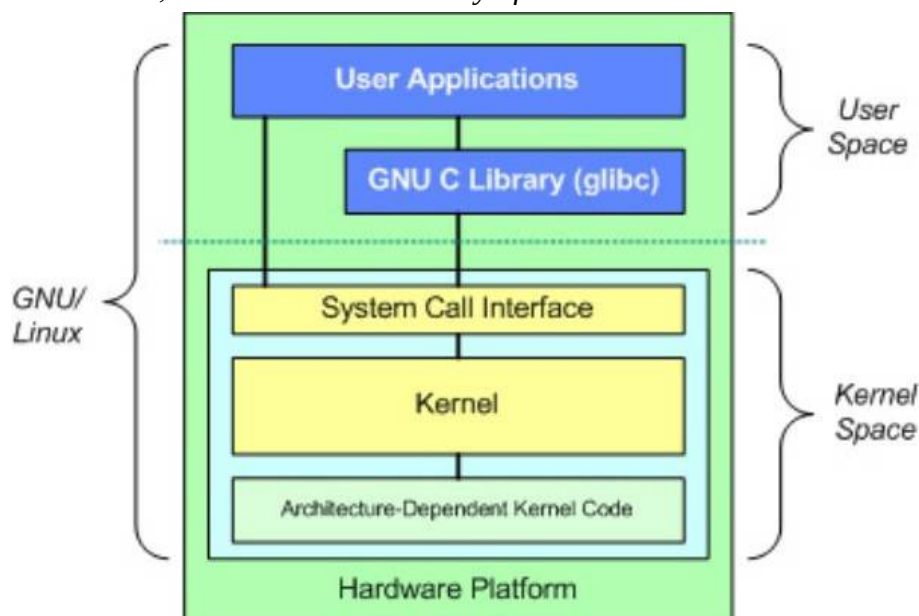 User Applications
User
Space
GNU C Library (glibc)
GNU/
Linux
System Call Interface
Kernel
Kernel
Space
Architecture-Dependent Kernel Code
Hardware Platform